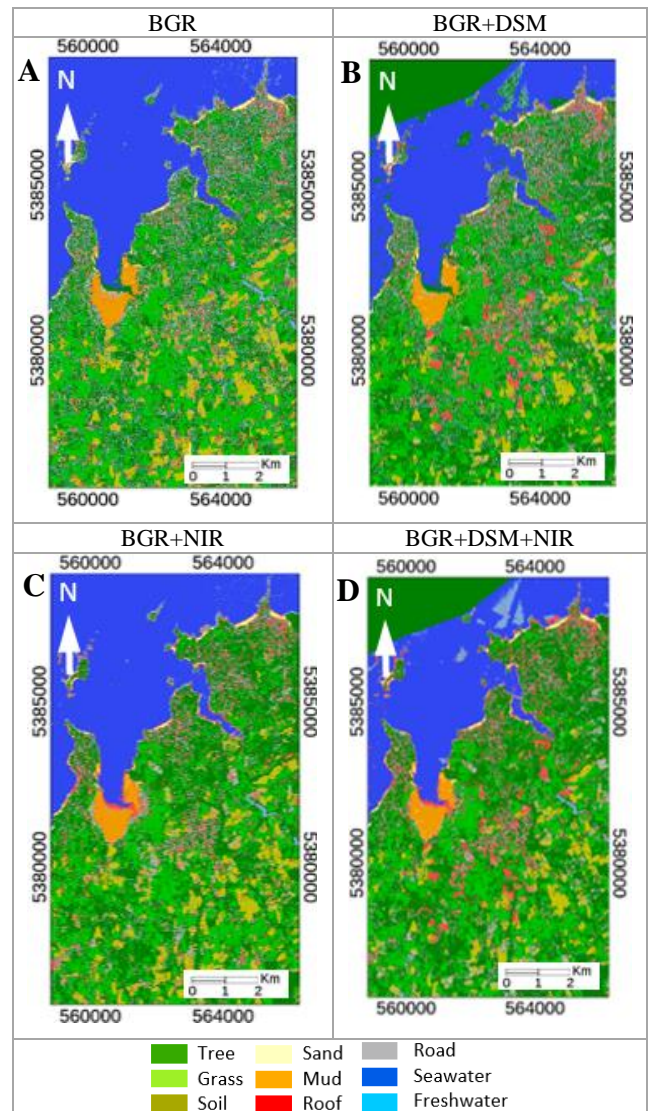 BGR BGR+DSM
560000 564000 560000 564000
A B
N N
5385000 5385000 5385000 5385000
5380000 5380000 5380000 5380000
Km Km
0 1 2 0 1 2
560000 564000 560000 564000
BGR+NIR BGR+DSM+NIR
560000 564000 560000 564000
C D
N N
5385000 5385000 5385000 5385000
5380000 5380000 5380000 5380000
Km Km
0 1 2 0 1 2
560000 564000 560000 564000
Tree Sand Road
Grass Mud Seawater
Soil Roof Freshwater